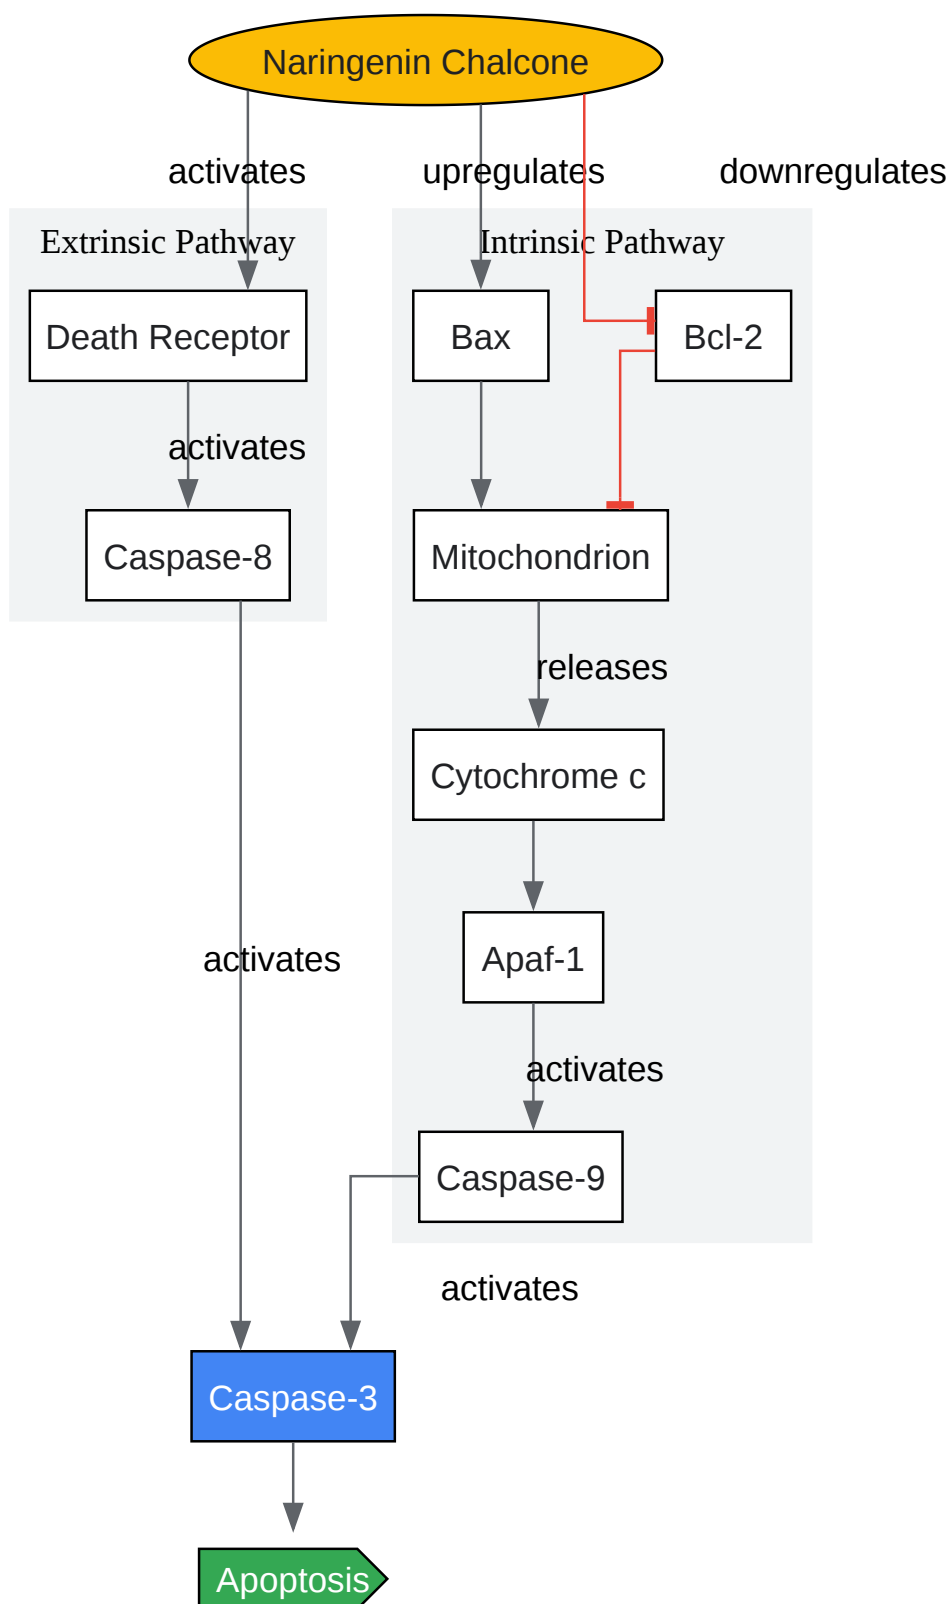 Naringenin Chalcone
activates
upregulates
downregulates
Extrinsic Pathway
Intrinsic Pathway
Death Receptor
Bax
Bcl-2
activates
Caspase-8
Mitochondrion
releases
Cytochrome c
activates
Apaf-1
activates
Caspase-9
activates
Caspase-3
Apoptosis